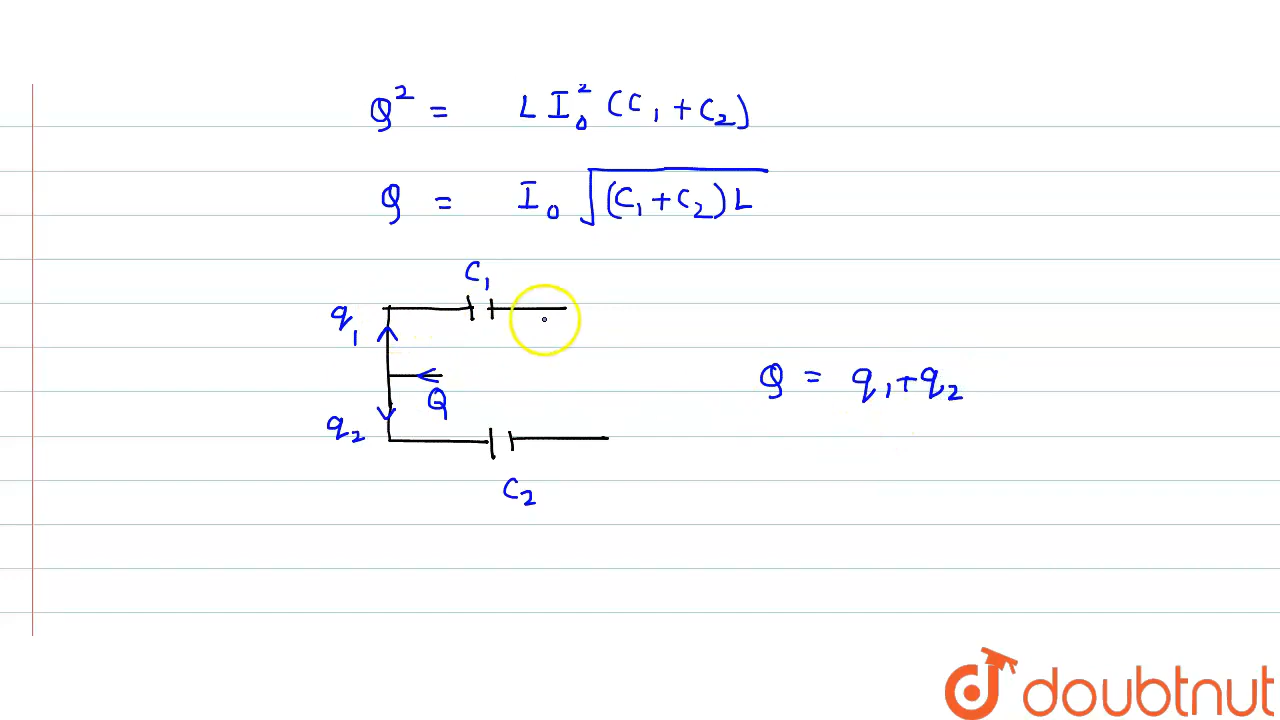 Q² = L I₀² (C₁ + C₂)
Q = I₀ √(C₁ + C₂) L
C₁
q₁
Q
Q = q₁ + q₂
q₂
C₂
doubtnut